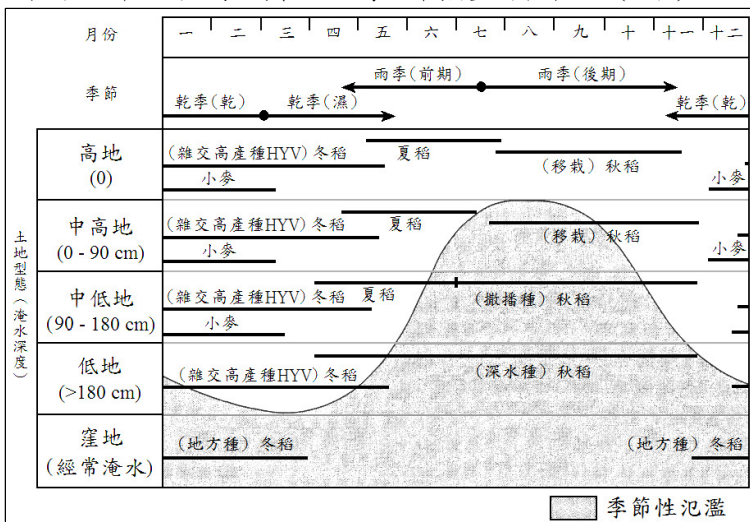 月份 一 二 三 四 五 六 七 八 九 十 十一 十二
季節
雨季(前期) 雨季(後期)
乾季(乾) 乾季(濕) 乾季(乾)
土地型態(淹水深度)
高地
(0)
(雜交高產種HYV) 冬稻 夏稻 (移栽) 秋稻
小麥 小麥
中高地
(0 - 90 cm)
(雜交高產種HYV) 冬稻 夏稻 (移栽) 秋稻
小麥 小麥
中低地
(90 - 180 cm)
(雜交高產種HYV) 冬稻 夏稻 (撒播種) 秋稻
小麥
低地
(>180 cm)
(雜交高產種HYV) 冬稻 (深水種) 秋稻
窪地
(經常淹水)
(地方種) 冬稻 (地方種) 冬稻
季節性氾濫